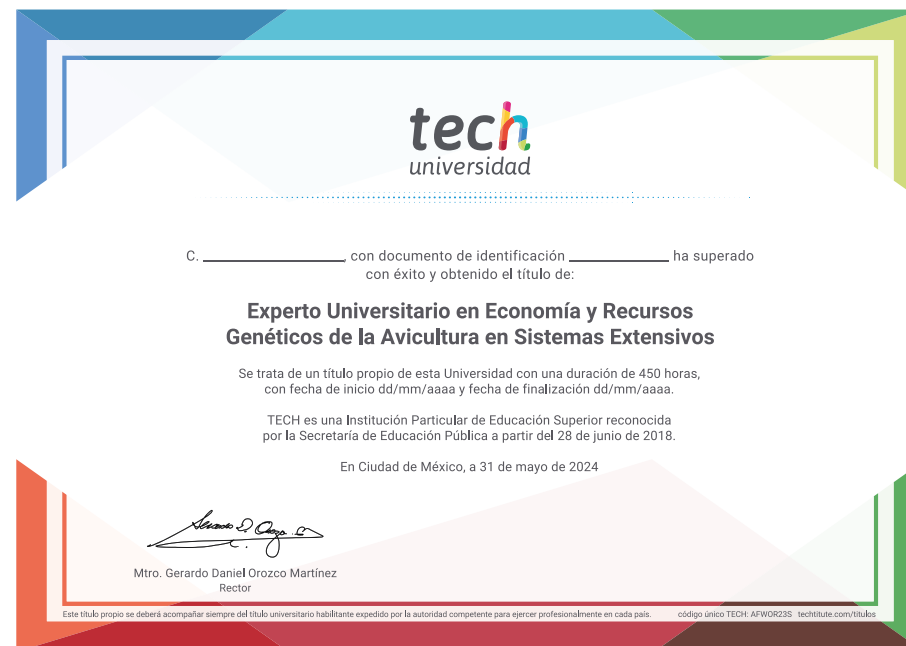 tech
universidad
C. ____________, con documento de identificación ____________ ha superado
con éxito y obtenido el título de:
Experto Universitario en Economía y Recursos
Genéticos de la Avicultura en Sistemas Extensivos
Se trata de un título propio de esta Universidad con una duración de 450 horas,
con fecha de inicio dd/mm/aaaa y fecha de finalización dd/mm/aaaa.
TECH es una Institución Particular de Educación Superior reconocida
por la Secretaría de Educación Pública a partir del 28 de junio de 2018.
En Ciudad de México, a 31 de mayo de 2024
Mtro. Gerardo Daniel Orozco Martínez
Rector
Este título propio se deberá acompañar siempre del título universitario habilitante expedido por la autoridad competente para ejercer profesionalmente en cada país. código único TECH: AFWOR23S techtitute.com/titulos